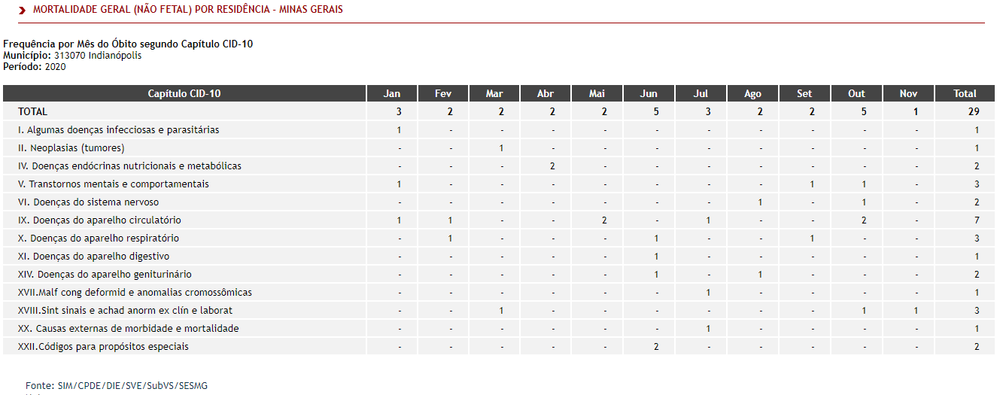 MORTALIDADE GERAL (NÃO FETAL) POR RESIDÊNCIA - MINAS GERAIS
Frequência por Mês do Óbito segundo Capítulo CID-10
Município: 313070 Indianópolis
Período: 2020
Capítulo CID-10 Jan Fev Mar Abr Mai Jun Jul Ago Set Out Nov Total
TOTAL 3 2 2 2 2 5 3 2 2 5 1 29
I. Algumas doenças infecciosas e parasitárias 1 - - - - - - - - - - 1
II. Neoplasias (tumores) - - 1 - - - - - - - - 1
IV. Doenças endócrinas nutricionais e metabólicas - - - 2 - - - - - - - 2
V. Transtornos mentais e comportamentais 1 - - - - - - - 1 1 - 3
VI. Doenças do sistema nervoso - - - - - - - 1 - 1 - 2
IX. Doenças do aparelho circulatório 1 1 - - 2 - 1 - - 2 - 7
X. Doenças do aparelho respiratório - 1 - - - 1 - - 1 - - 3
XI. Doenças do aparelho digestivo - - - - - 1 - - - - - 1
XIV. Doenças do aparelho geniturinário - - - - - 1 - 1 - - - 2
XVII.Malf cong deformid e anomalias cromossômicas - - - - - - 1 - - - - 1
XVIII.Sint sinais e achad anorm ex clín e laborat - - 1 - - - - - - 1 1 3
XX. Causas externas de morbidade e mortalidade - - - - - - 1 - - - - 1
XXII.Códigos para propósitos especiais - - - - - 2 - - - - - 2
Fonte: SIM/CPDE/DIE/SVE/SubVS/SESMG